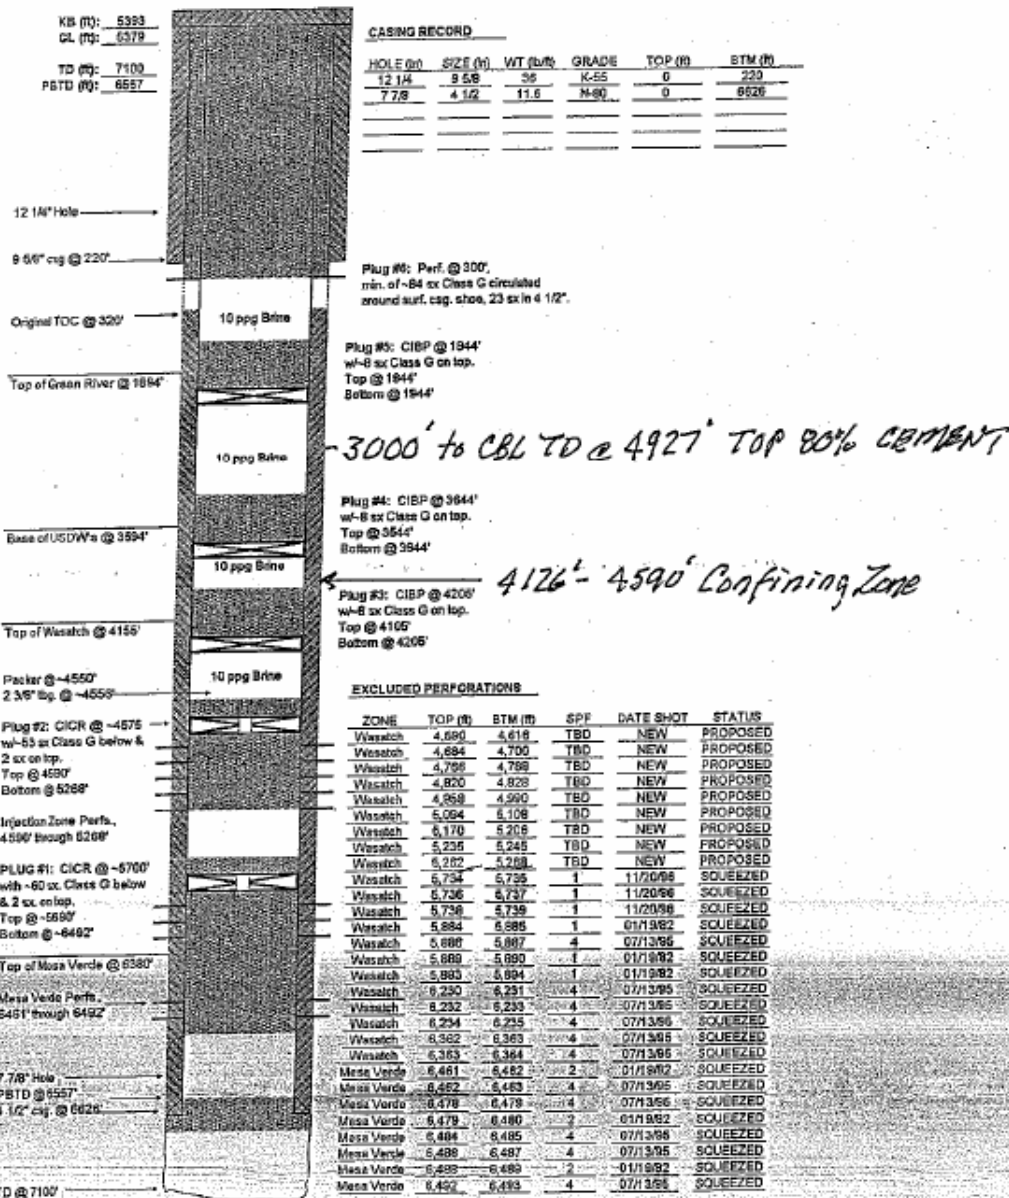 KB (ft): 5393
GL (ft): 5379
TD (ft): 7100
PBTD (ft): 6557
CASING RECORD
HOLE (in) SIZE (in) WT (lb/ft) GRADE TOP (ft) BTM (ft)
12 1/4 9 5/8 36 K-55 0 220
7 7/8 4 1/2 11.6 N-80 0 6626
12 1/4" Hole
9 5/8" csg @ 220'
Original TOC @ 320'
Top of Green River @ 1894'
Base of USDW's @ 3594'
Top of Wasatch @ 4155'
Packer @ ~4550'
2 3/8" tbg. @ ~4558'
Plug #2: CICR @ ~4575
w/~53 sx Class G below &
2 sx on top.
Top @ 4590'
Bottom @ 5268'
Injection Zone Perfs.,
4590' through 5268'
PLUG #1: CICR @ ~5700'
with ~60 sx. Class G below
& 2 sx. on top.
Top @ ~5690'
Bottom @ ~6492'
Top of Mesa Verde @ 6380'
Mesa Verde Perfs.,
6461' through 6492'
7 7/8" Hole
PBTD @ 6557'
4 1/2" csg. @ 6626'
TD @ 7100'
10 ppg Brine
10 ppg Brine
10 ppg Brine
10 ppg Brine
Plug #6: Perf. @ 300',
min. of ~84 sx Class G circulated
around surf. csg. shoe, 23 sx in 4 1/2".
Plug #5: CIBP @ 1944'
w/~8 sx Class G on top.
Top @ 1844'
Bottom @ 1944'
3000' to CBL TD @ 4927' TOP 80% CEMENT
Plug #4: CIBP @ 3644'
w/~8 sx Class G on top.
Top @ 3544'
Bottom @ 3644'
4126' - 4590' Confining Zone
Plug #3: CIBP @ 4205'
w/~8 sx Class G on top.
Top @ 4105'
Bottom @ 4205'
EXCLUDED PERFORATIONS
ZONE TOP (ft) BTM (ft) SPF DATE SHOT STATUS
Wasatch 4,590 4,616 TBD NEW PROPOSED
Wasatch 4,684 4,700 TBD NEW PROPOSED
Wasatch 4,766 4,788 TBD NEW PROPOSED
Wasatch 4,820 4,828 TBD NEW PROPOSED
Wasatch 4,958 4,990 TBD NEW PROPOSED
Wasatch 5,094 5,108 TBD NEW PROPOSED
Wasatch 5,170 5,206 TBD NEW PROPOSED
Wasatch 5,235 5,245 TBD NEW PROPOSED
Wasatch 5,262 5,268 TBD NEW PROPOSED
Wasatch 5,734 5,735 1 11/20/96 SQUEEZED
Wasatch 5,736 5,737 1 11/20/96 SQUEEZED
Wasatch 5,738 5,739 1 11/20/96 SQUEEZED
Wasatch 5,884 5,885 1 01/19/82 SQUEEZED
Wasatch 5,886 5,887 4 07/13/95 SQUEEZED
Wasatch 5,889 5,890 1 01/19/82 SQUEEZED
Wasatch 5,893 5,894 1 01/19/82 SQUEEZED
Wasatch 6,230 6,231 4 07/13/95 SQUEEZED
Wasatch 6,232 6,233 4 07/13/95 SQUEEZED
Wasatch 6,234 6,235 4 07/13/95 SQUEEZED
Wasatch 6,362 6,363 4 07/13/95 SQUEEZED
Wasatch 6,363 6,364 4 07/13/95 SQUEEZED
Mesa Verde 6,461 6,462 2 01/19/82 SQUEEZED
Mesa Verde 6,462 6,463 4 07/13/95 SQUEEZED
Mesa Verde 6,478 6,479 4 07/13/95 SQUEEZED
Mesa Verde 6,479 6,480 2 01/19/82 SQUEEZED
Mesa Verde 6,484 6,485 4 07/13/95 SQUEEZED
Mesa Verde 6,486 6,487 4 07/13/95 SQUEEZED
Mesa Verde 6,488 6,489 2 01/19/82 SQUEEZED
Mesa Verde 6,492 6,493 4 07/13/95 SQUEEZED